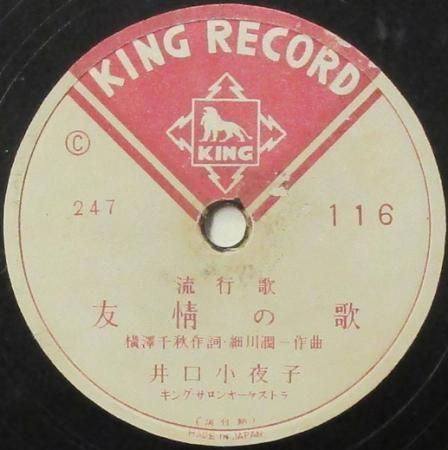 KING RECORD
KING
Ⓒ
247
116
流行歌
友情の歌
横澤千秋作詞・細川潤一作曲
井口小夜子
キング・サロンオーケストラ
MADE IN JAPAN